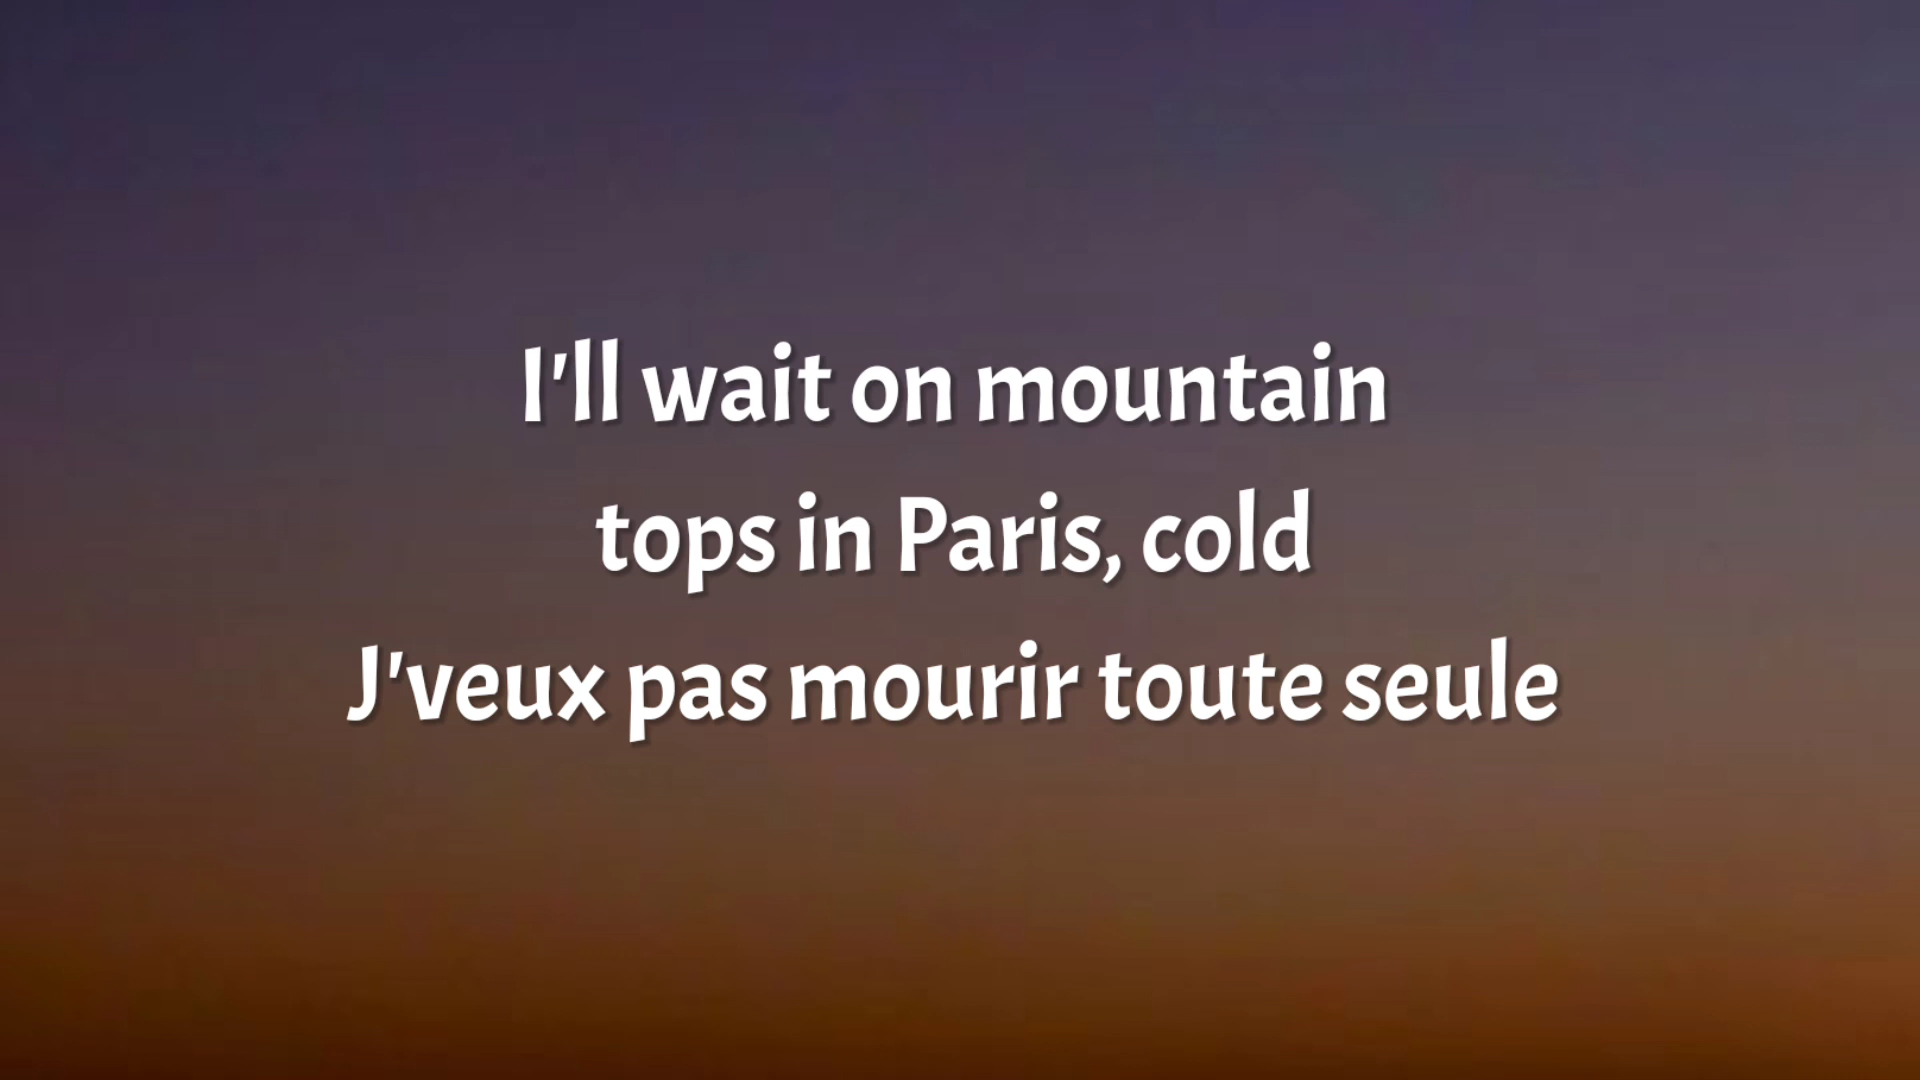 I'll wait on mountain
tops in Paris, cold
J'veux pas mourir toute seule